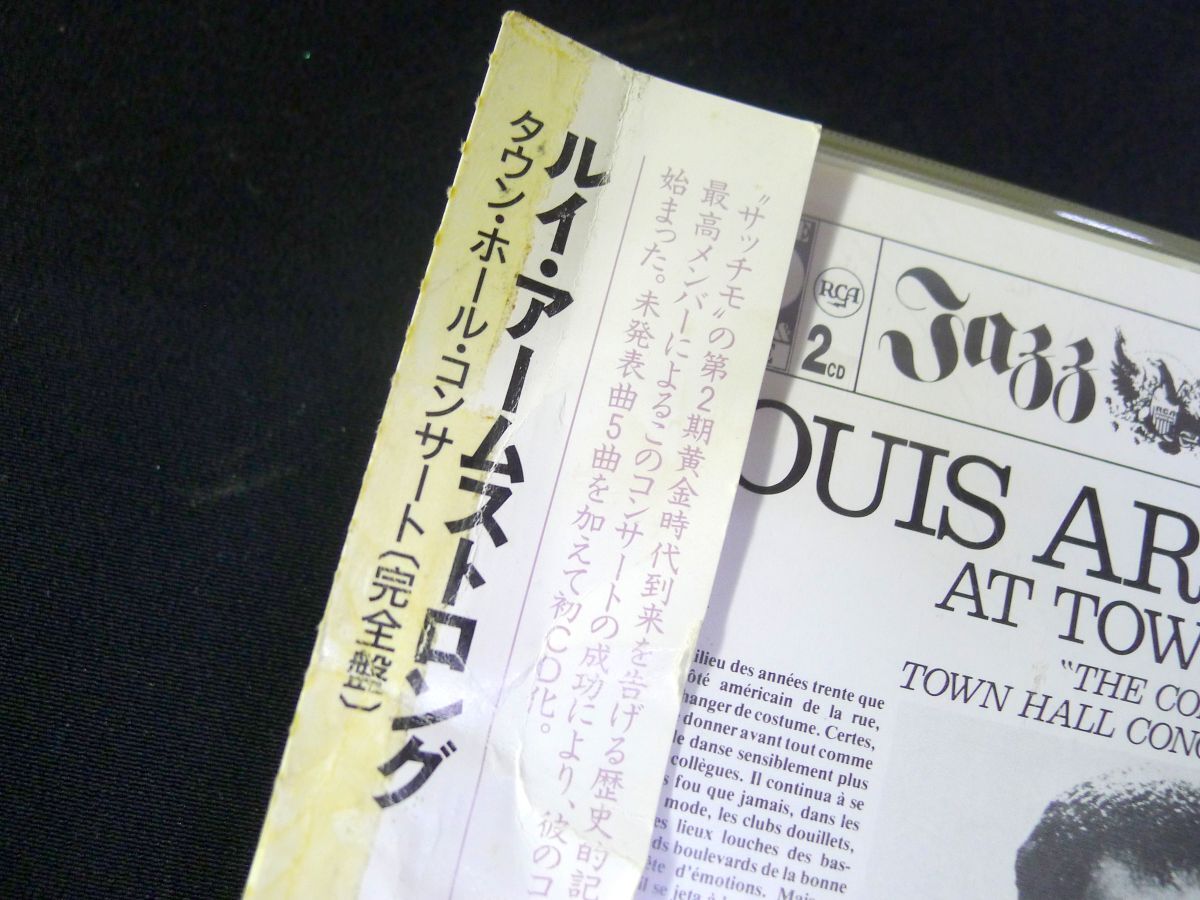 ルイ・アームストロング
タウン・ホール・コンサート〔完全盤〕
"サッチモ"の第2期黄金時代到来を告げる歴史的記
最高メンバーによるこのコンサートの成功により、彼のコ
始まった。未発表曲5曲を加えて初CD化。
RCA
2CD
Jazz
RCA
OUIS AR
AT TOW
"THE CO
TOWN HALL CONC
ilieu des années trente que
ôté américain de la rue,
hanger de costume. Certes,
donner avant tout comme
le danse sensiblement plus
collègues. Il continua à se
s fou que jamais, dans les
mode, les clubs douillets,
es lieux louches des bas-
ds boulevards de la bonne
ète d'émotions. Mais
il se jeta à l